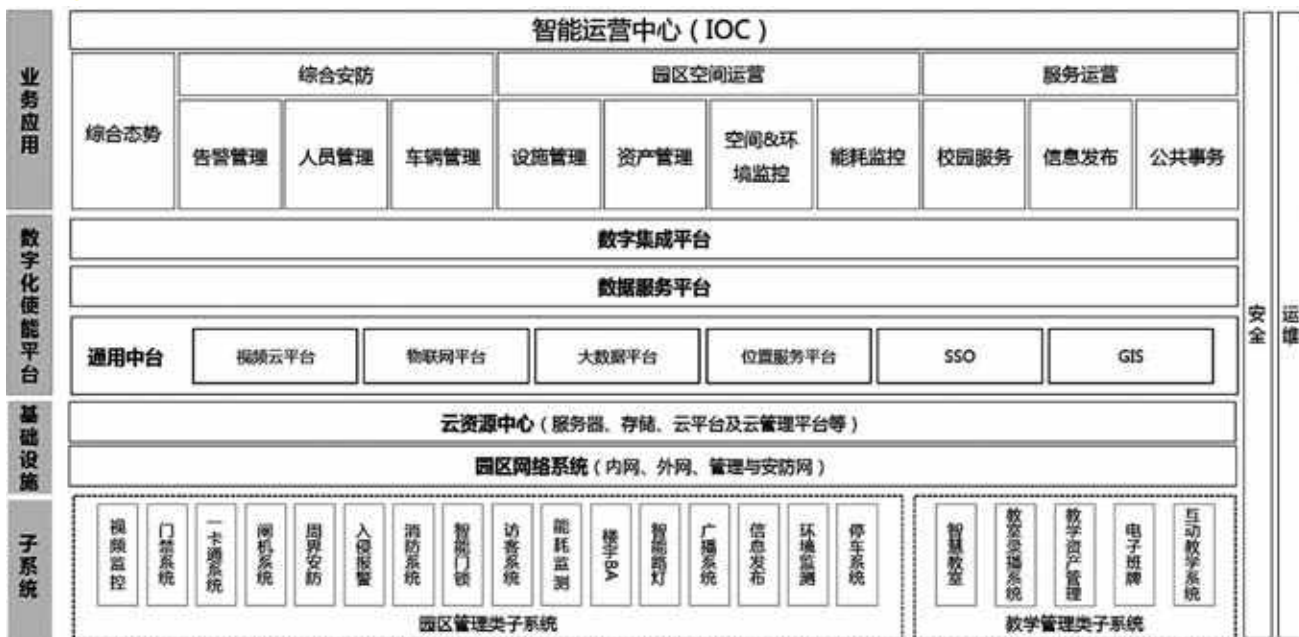 智能运营中心（IOC）
业务应用
综合态势
综合安防
园区空间运营
服务运营
告警管理
人员管理
车辆管理
设施管理
资产管理
空间&环
境监控
能耗监控
校园服务
信息发布
公共事务
数字化使能平台
数字集成平台
数据服务平台
通用中台
视频云平台
物联网平台
大数据平台
位置服务平台
SSO
GIS
基础设施
云资源中心（服务器、存储、云平台及云管理平台等）
园区网络系统（内网、外网、管理与安防网）
子系统
视频监控
门禁系统
一卡通系统
闸机系统
周界安防
入侵报警
消防系统
智能门锁
访客系统
能耗监测
楼宇BA
智能路灯
广播系统
信息发布
环境监测
停车系统
园区管理类子系统
智慧教室
教室录播系统
教学资产管理
电子班牌
互动教学系统
教学管理类子系统
安全
运维